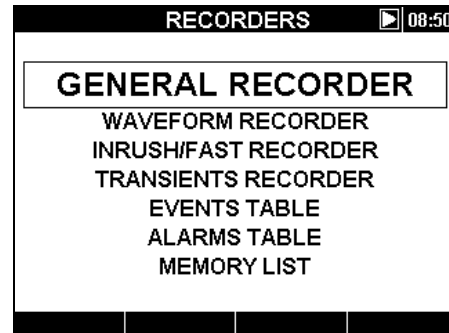 RECORDERS 08:50
GENERAL RECORDER
WAVEFORM RECORDER
INRUSH/FAST RECORDER
TRANSIENTS RECORDER
EVENTS TABLE
ALARMS TABLE
MEMORY LIST